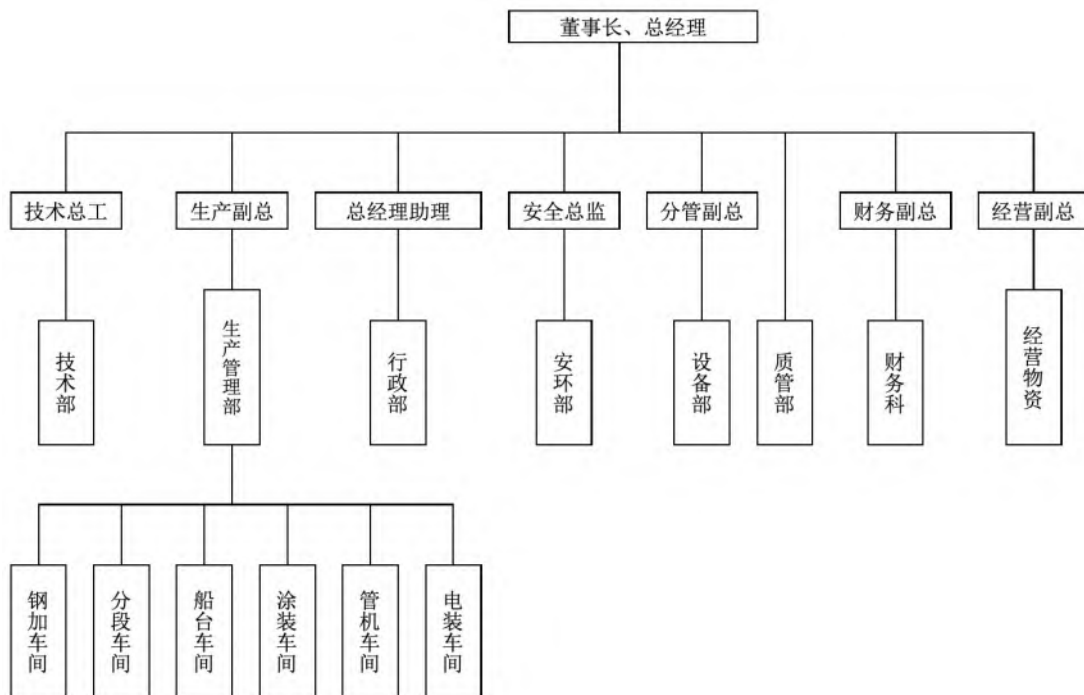 董事长、总经理
技术总工
生产副总
总经理助理
安全总监
分管副总
财务副总
经营副总
技术部
生产管理部
行政部
安环部
设备部
质管部
财务科
经营物资
钢加车间
分段车间
船台车间
涂装车间
管机车间
电装车间